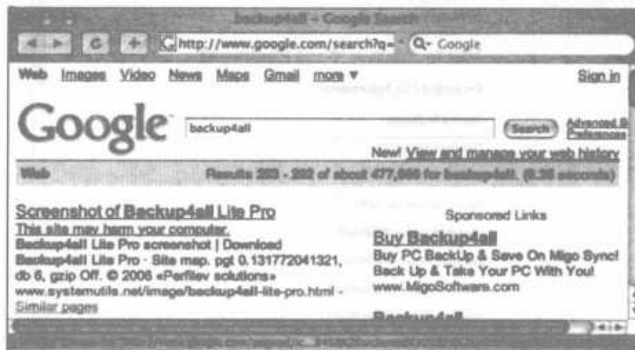 backup4all – Google Search
http://www.google.com/search?q=
Google
Web Images Video News Maps Gmail more ▼
Sign in
Google
backup4all
Search
Advanced
Preferences
New! View and manage your web history
Web
Results 283 - 292 of about for backup4all. seconds)
Screenshot of Backup4all Lite Pro
This site may harm your computer.
Backup4all Lite Pro screenshot | Download
Backup4all Lite Pro · Site map. pgt 0.131772041321,
db 6, gzip Off. © 2006 «Perfilev solutions»
www.systemutils.net/image/backup4all-lite-pro.html -
Similar pages
Sponsored Links
Buy Backup4all
Buy PC BackUp & Save On Migo Sync!
Back Up & Take Your PC With You!
www.MigoSoftware.com
Backup4all